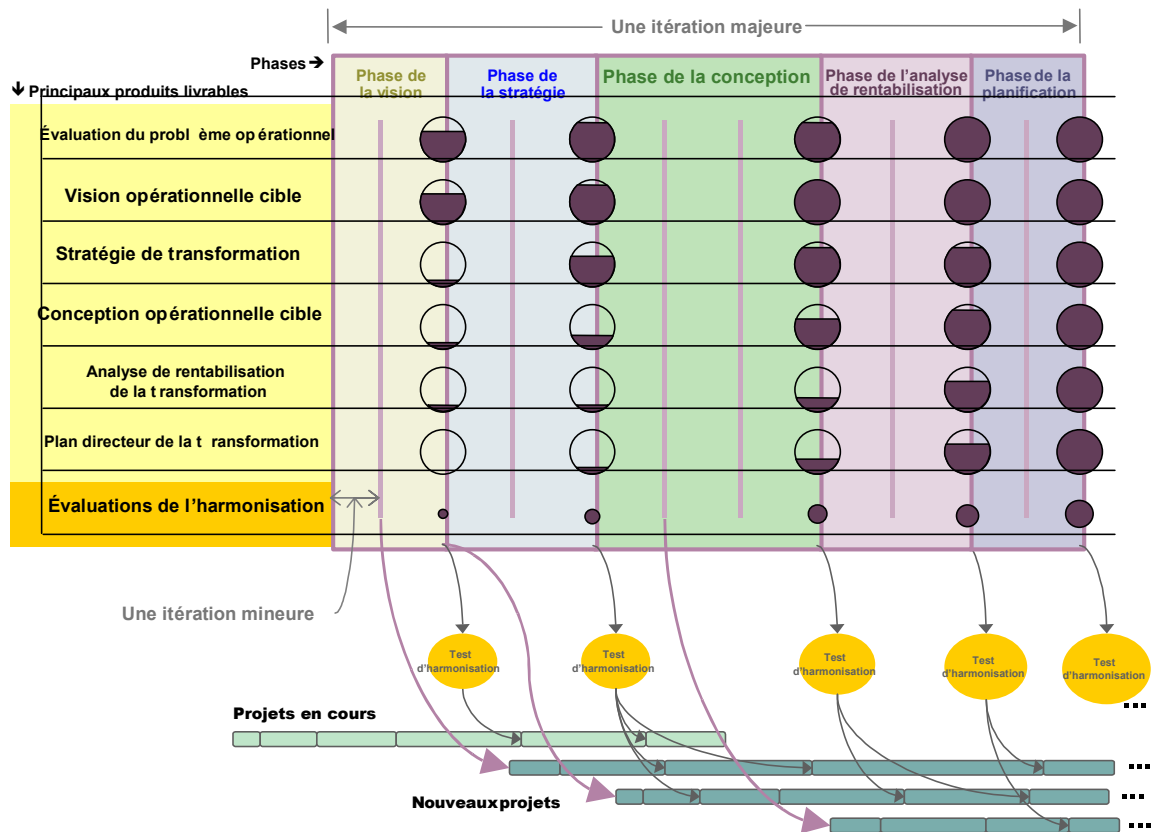 Une itération majeure
Phases →
↓ Principaux produits livrables
Phase de
la vision
Phase de
la stratégie
Phase de la conception
Phase de l'analyse
de rentabilisation
Phase de la
planification
Évaluation du probl ème opérationnel
Vision opérationnelle cible
Stratégie de transformation
Conception opérationnelle cible
Analyse de rentabilisation
de la t ransformation
Plan directeur de la t ransformation
Évaluations de l'harmonisation
Une itération mineure
Test
d'harmonisation
Test
d'harmonisation
Test
d'harmonisation
Test
d'harmonisation
Test
d'harmonisation
...
Projets en cours
...
Nouveaux projets
...
...